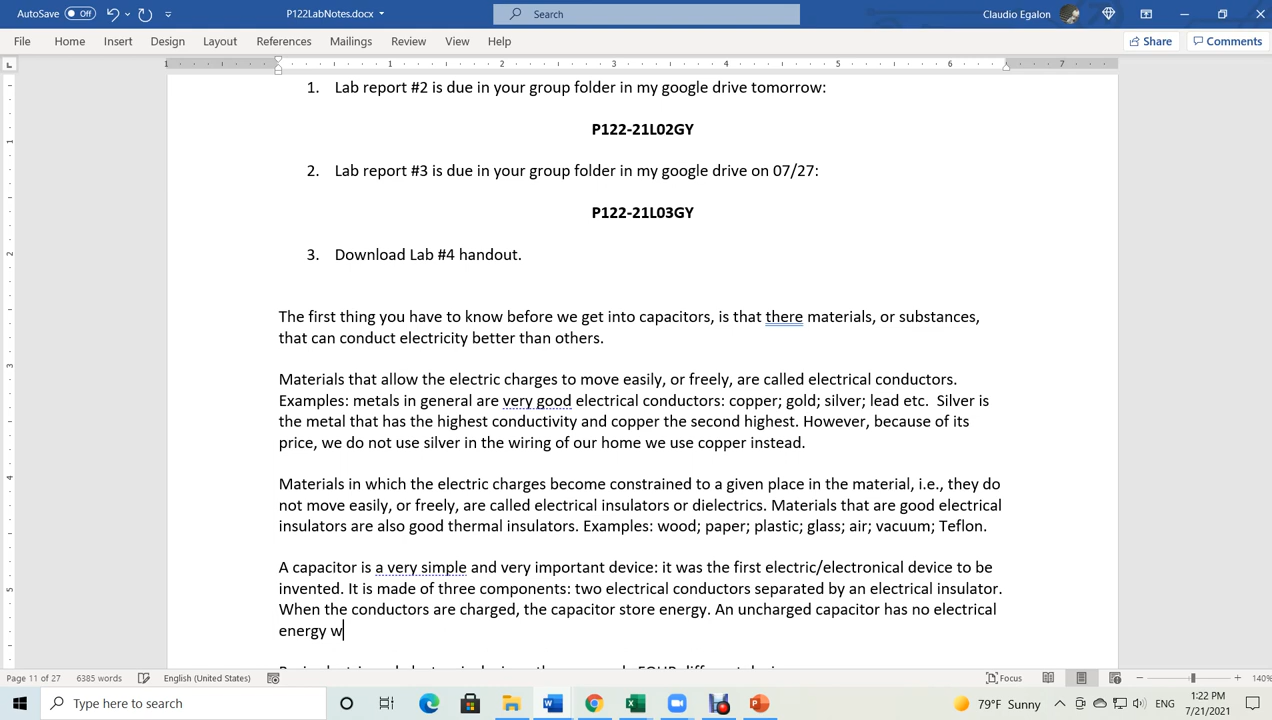 AutoSave Off P122LabNotes.docx Search Claudio Egalon
File Home Insert Design Layout References Mailings Review View Help Share Comments
1 1 2 3 4 5 6 7
1. Lab report #2 is due in your group folder in my google drive tomorrow:
P122-21L02GY
2. Lab report #3 is due in your group folder in my google drive on 07/27:
P122-21L03GY
3. Download Lab #4 handout.
The first thing you have to know before we get into capacitors, is that there materials, or substances,
that can conduct electricity better than others.
Materials that allow the electric charges to move easily, or freely, are called electrical conductors.
Examples: metals in general are very good electrical conductors: copper; gold; silver; lead etc.  Silver is
the metal that has the highest conductivity and copper the second highest. However, because of its
price, we do not use silver in the wiring of our home we use copper instead.
Materials in which the electric charges become constrained to a given place in the material, i.e., they do
not move easily, or freely, are called electrical insulators or dielectrics. Materials that are good electrical
insulators are also good thermal insulators. Examples: wood; paper; plastic; glass; air; vacuum; Teflon.
A capacitor is a very simple and very important device: it was the first electric/electronical device to be
invented. It is made of three components: two electrical conductors separated by an electrical insulator.
When the conductors are charged, the capacitor store energy. An uncharged capacitor has no electrical
energy w
Page 11 of 27 6385 words English (United States) Focus 140%
Type here to search 79°F Sunny ENG 1:22 PM
7/21/2021